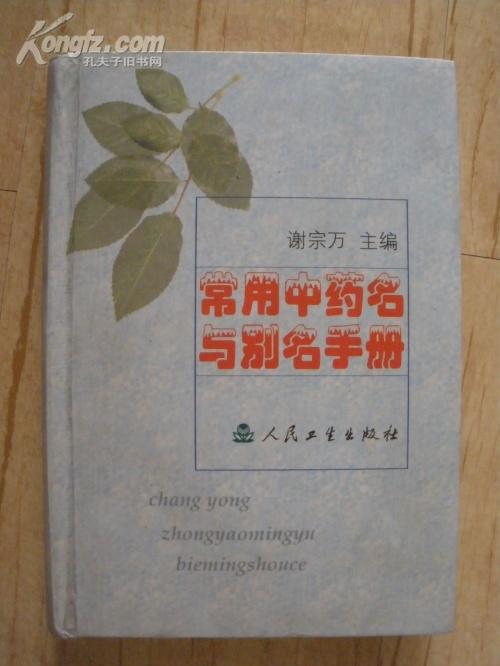 Kongfz.com
孔夫子旧书网
谢宗万 主编
常用中药名
与别名手册
人民卫生出版社
chang yong
zhongyaomingyu
biemingshouce